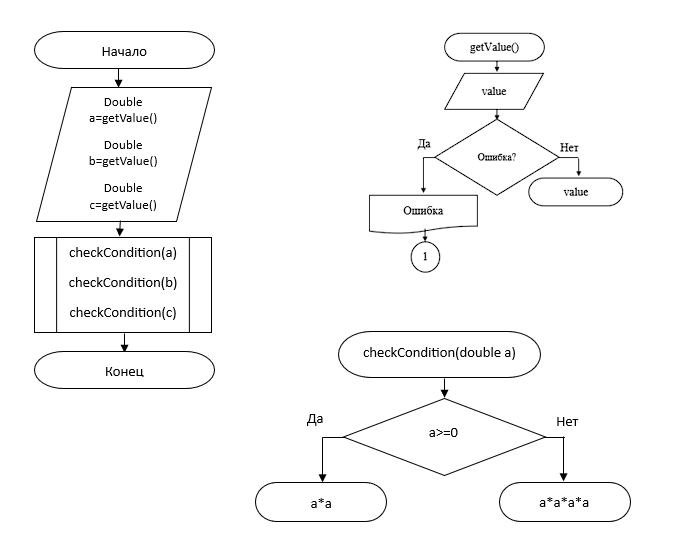 Начало
Double
a=getValue()
Double
b=getValue()
Double
c=getValue()
checkCondition(a)
checkCondition(b)
checkCondition(c)
Конец
getValue()
value
Да
Нет
Ошибка?
value
Ошибка
1
checkCondition(double a)
Да
Нет
a>=0
a*a
a*a*a*a